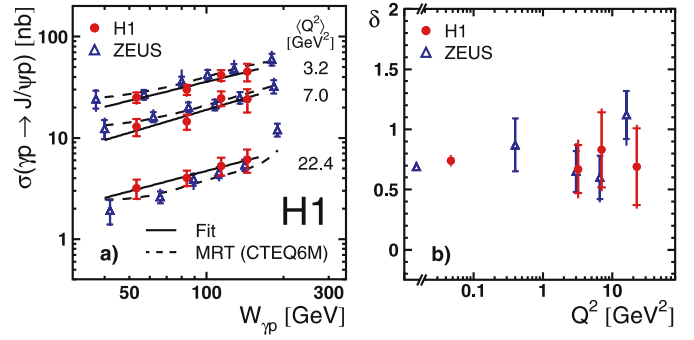 σ(γp → J/ψp) [nb]
10²
10
1
H1
ZEUS
⟨Q²⟩
[GeV²]
3.2
7.0
22.4
H1
Fit
MRT (CTEQ6M)
a)
50
100
300
W_γp [GeV]
δ
2
1.5
1
0.5
0
H1
ZEUS
b)
0.1
1
10
Q² [GeV²]